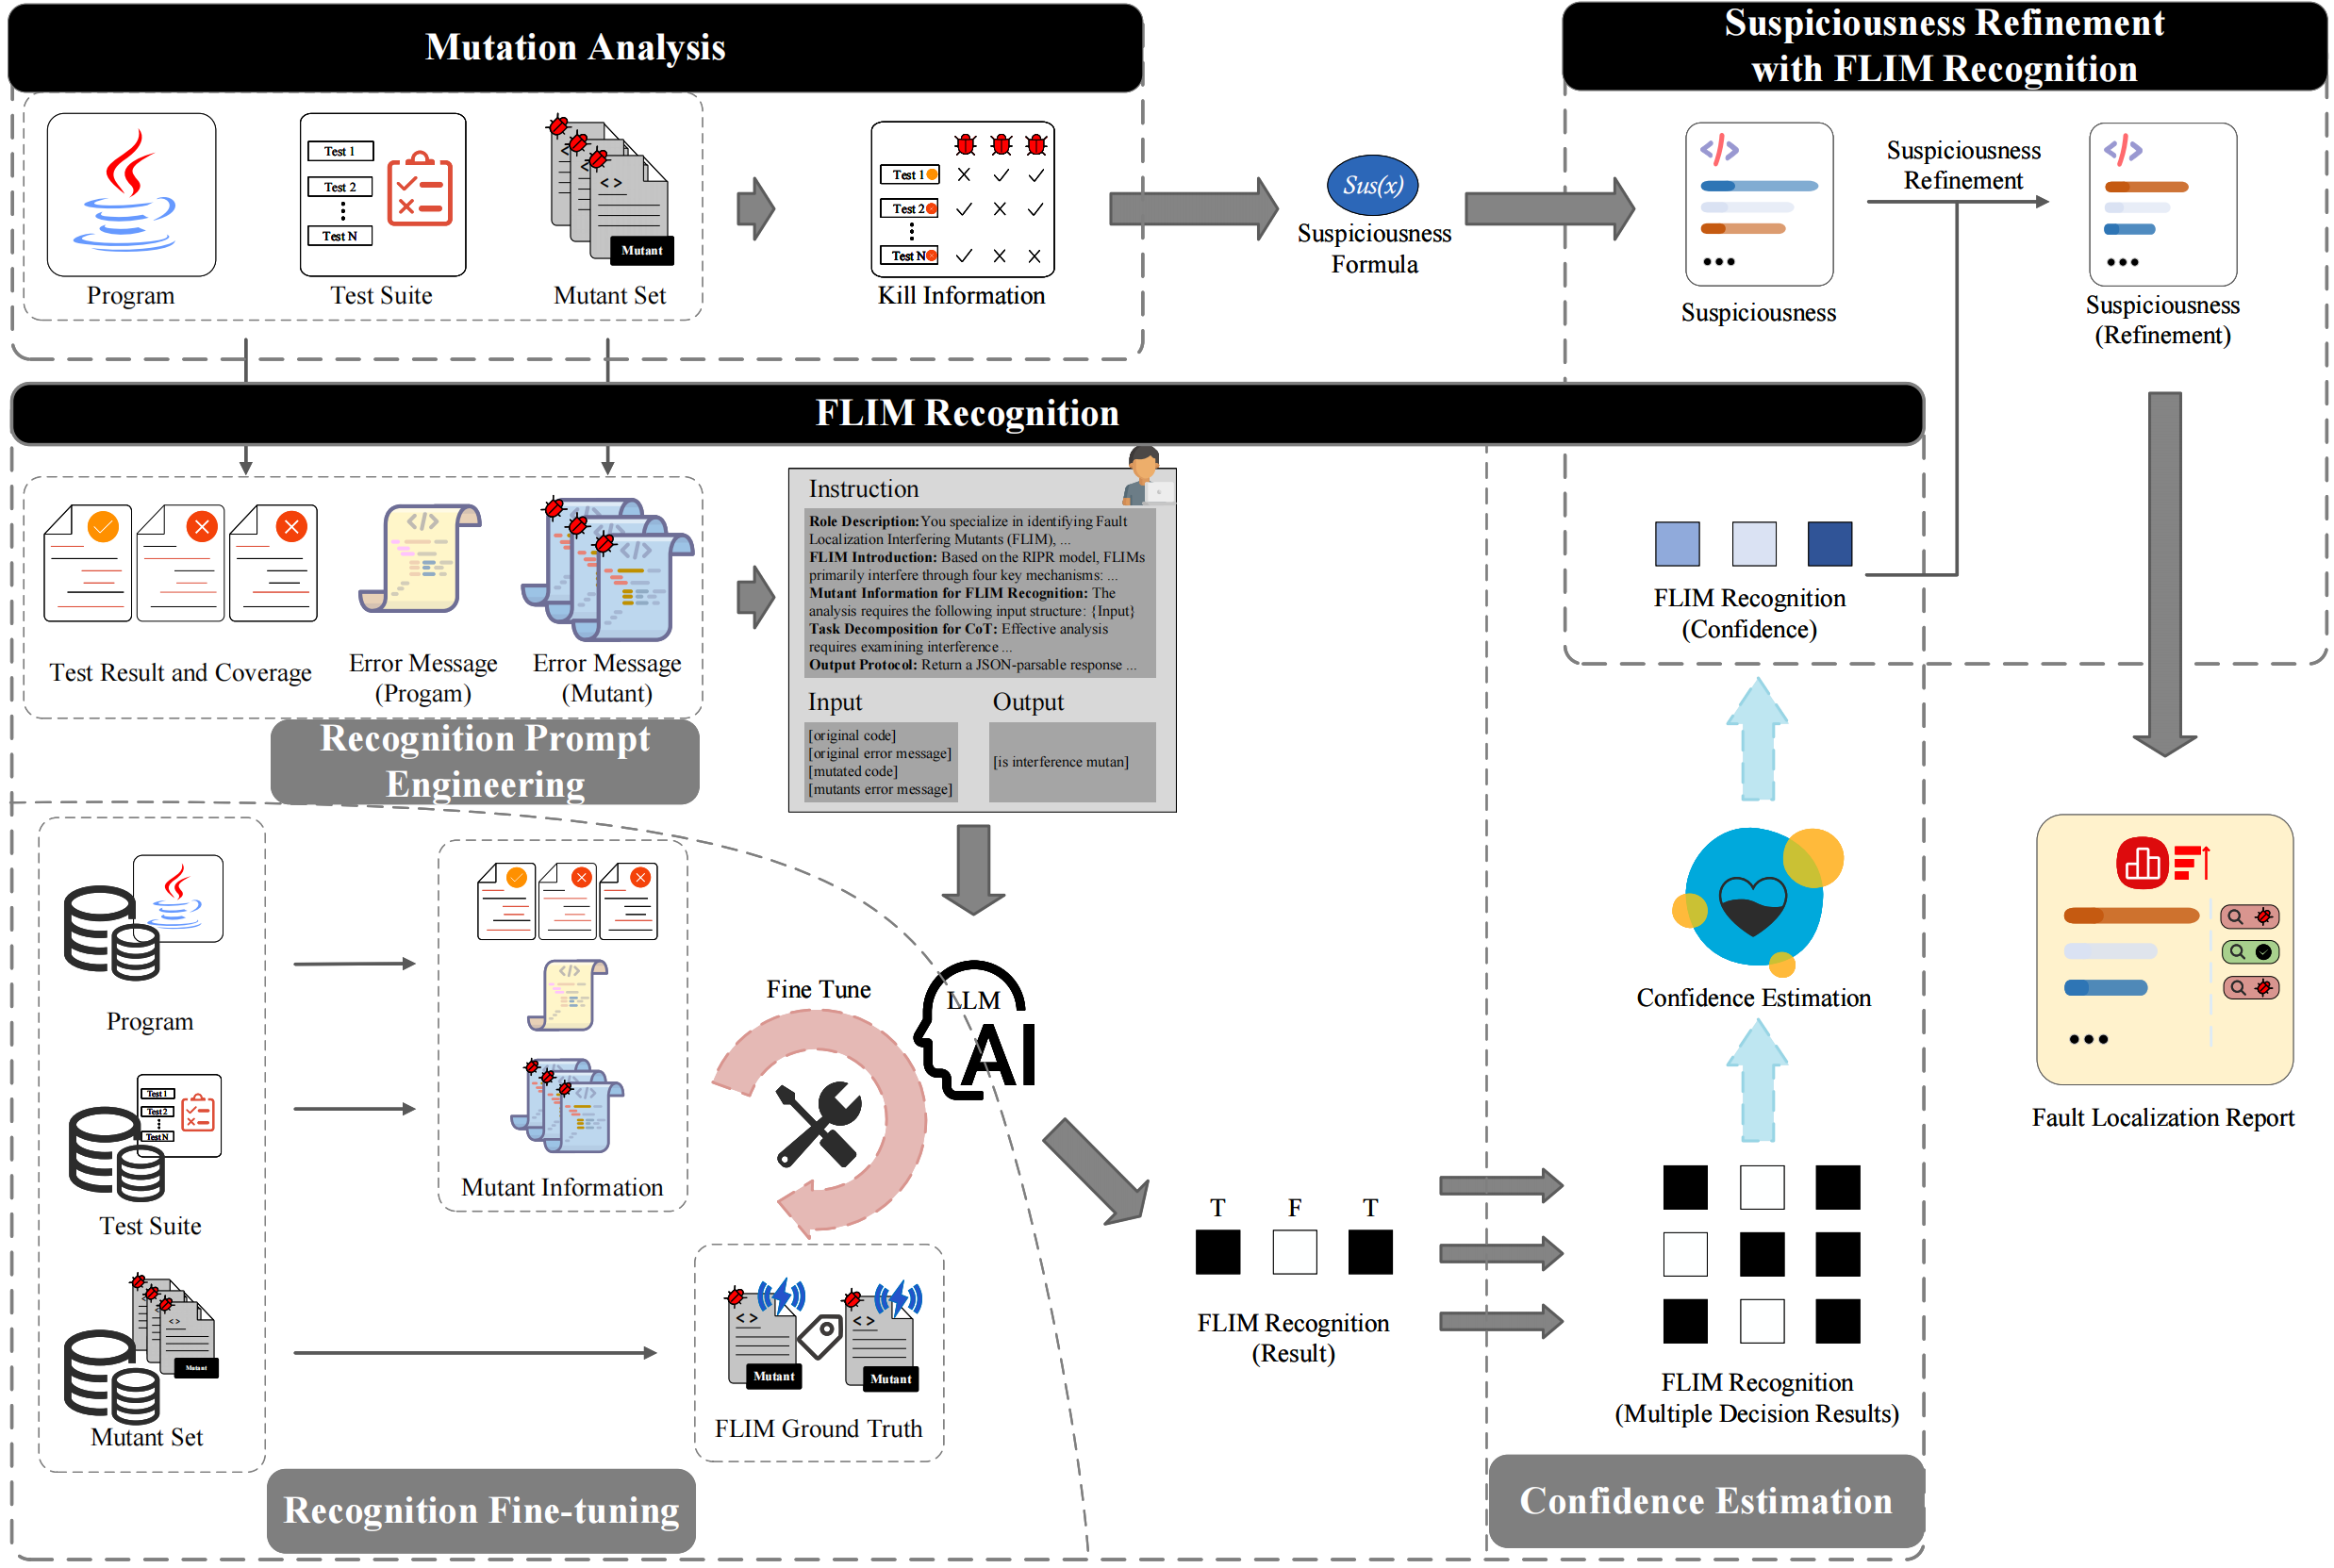 Mutation Analysis
Suspiciousness Refinement
with FLIM Recognition
Test 1
Test 2
Test N
Mutant
Program
Test Suite
Mutant Set
Test 1
Test 2
Test N
Kill Information
Sus(x)
Suspiciousness
Formula
Suspiciousness
Suspiciousness
Refinement
Suspiciousness
(Refinement)
FLIM Recognition
Test Result and Coverage
Error Message
(Progam)
Error Message
(Mutant)
Recognition Prompt
Engineering
Instruction
Role Description:You specialize in identifying Fault
Localization Interfering Mutants (FLIM), ...
FLIM Introduction: Based on the RIPR model, FLIMs
primarily interfere through four key mechanisms: ...
Mutant Information for FLIM Recognition: The
analysis requires the following input structure: {Input}
Task Decomposition for CoT: Effective analysis
requires examining interference ...
Output Protocol: Return a JSON-parsable response ...
Input
[original code]
[original error message]
[mutated code]
[mutants error message]
Output
[is interference mutan]
FLIM Recognition
(Confidence)
Confidence Estimation
Fault Localization Report
Program
Test 1
Test 2
Test N
Test Suite
Mutant
Mutant Set
Mutant Information
Fine Tune
LLM
AI
Mutant
Mutant
FLIM Ground Truth
Recognition Fine-tuning
T F T
FLIM Recognition
(Result)
FLIM Recognition
(Multiple Decision Results)
Confidence Estimation